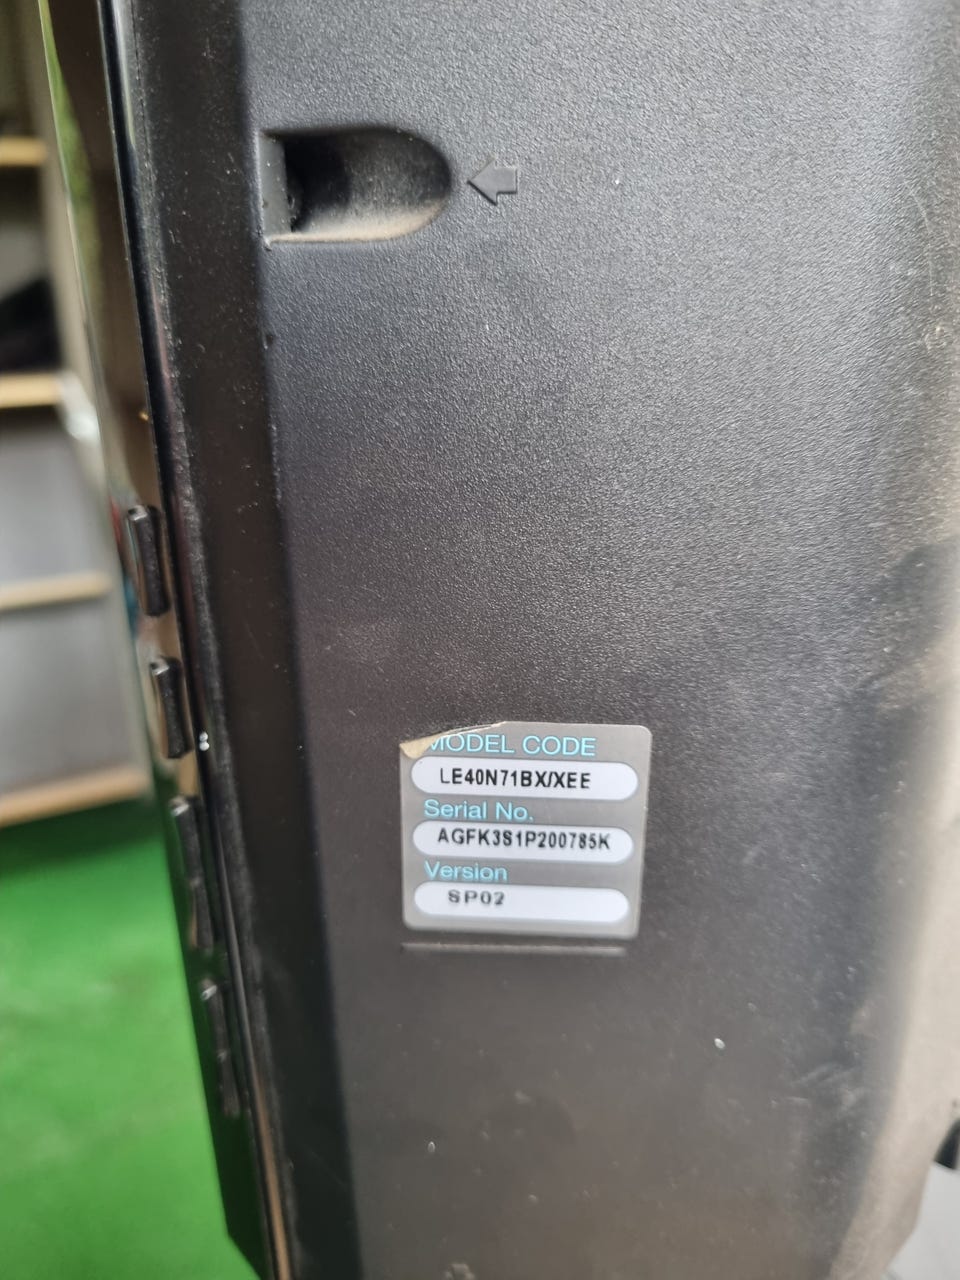 MODEL CODE
LE40N71BX/XEE
Serial No.
AGFK3S1P200785K
Version
SP02